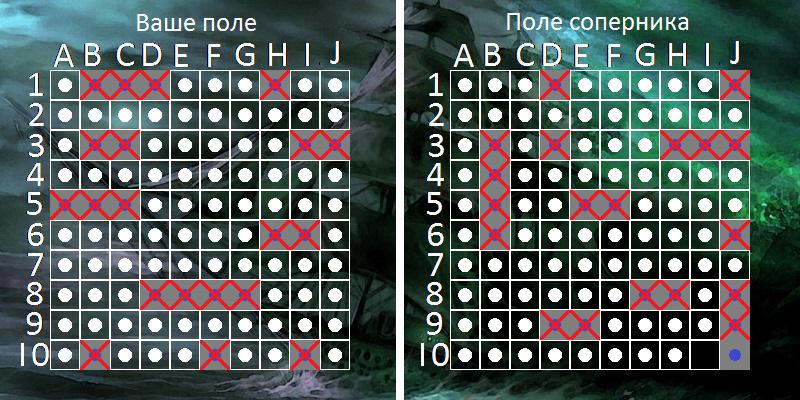 Ваше поле
Поле соперника
A B C D E F G H I J
A B C D E F G H I J
1 1
2 2
3 3
4 4
5 5
6 6
7 7
8 8
9 9
10 10